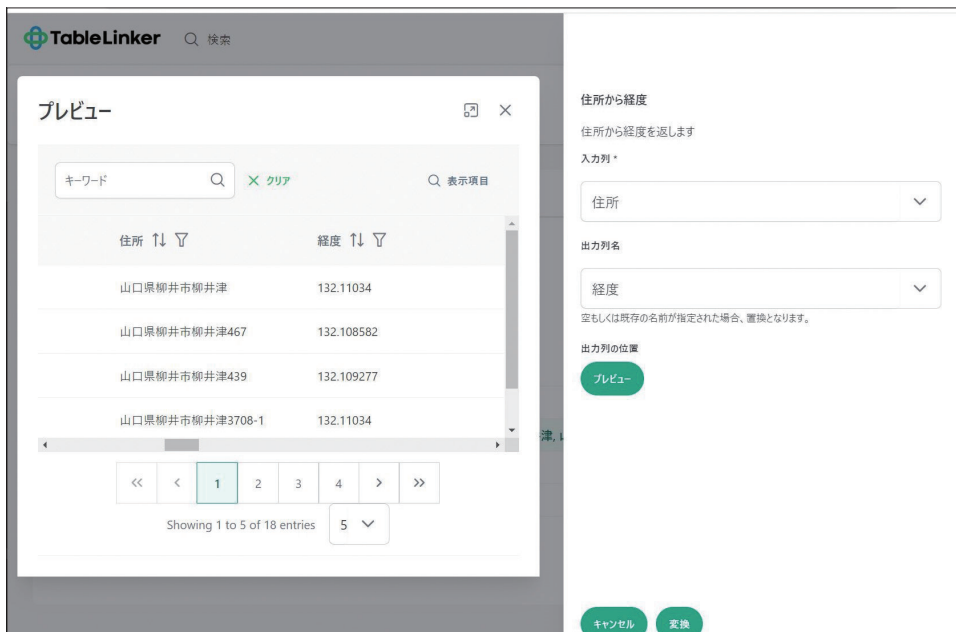 TableLinker 検索
プレビュー
キーワード クリア 表示項目
住所 経度
山口県柳井市柳井津 132.11034
山口県柳井市柳井津467 132.108582
山口県柳井市柳井津439 132.109277
山口県柳井市柳井津3708-1 132.11034
<< < 1 2 3 4 > >>
Showing 1 to 5 of 18 entries 5
津,
住所から経度
住所から経度を返します
入力列 *
住所
出力列名
経度
空もしくは既存の名前が指定された場合、置換となります。
出力列の位置
プレビュー
キャンセル 変換